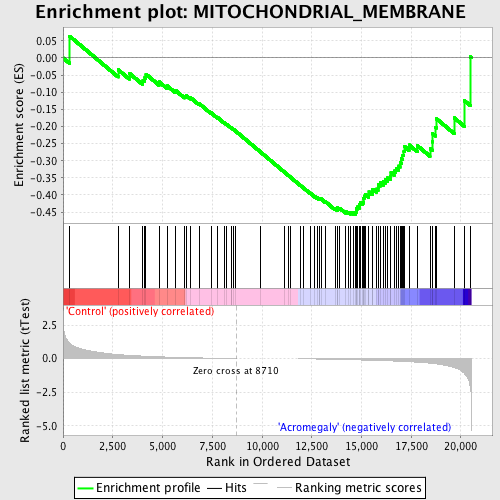 Enrichment plot: MITOCHONDRIAL_MEMBRANE
Enrichment score (ES)
0.05
0.00
-0.05
-0.10
-0.15
-0.20
-0.25
-0.30
-0.35
-0.40
-0.45
'Control' (positively correlated)
Ranked list metric (tTest)
2.5
0.0
-2.5
-5.0
Zero cross at 8710
'Acromegaly' (negatively correlated)
0
2,500
5,000
7,500
10,000
12,500
15,000
17,500
20,000
Rank in Ordered Dataset
Enrichment profile
Hits
Ranking metric scores